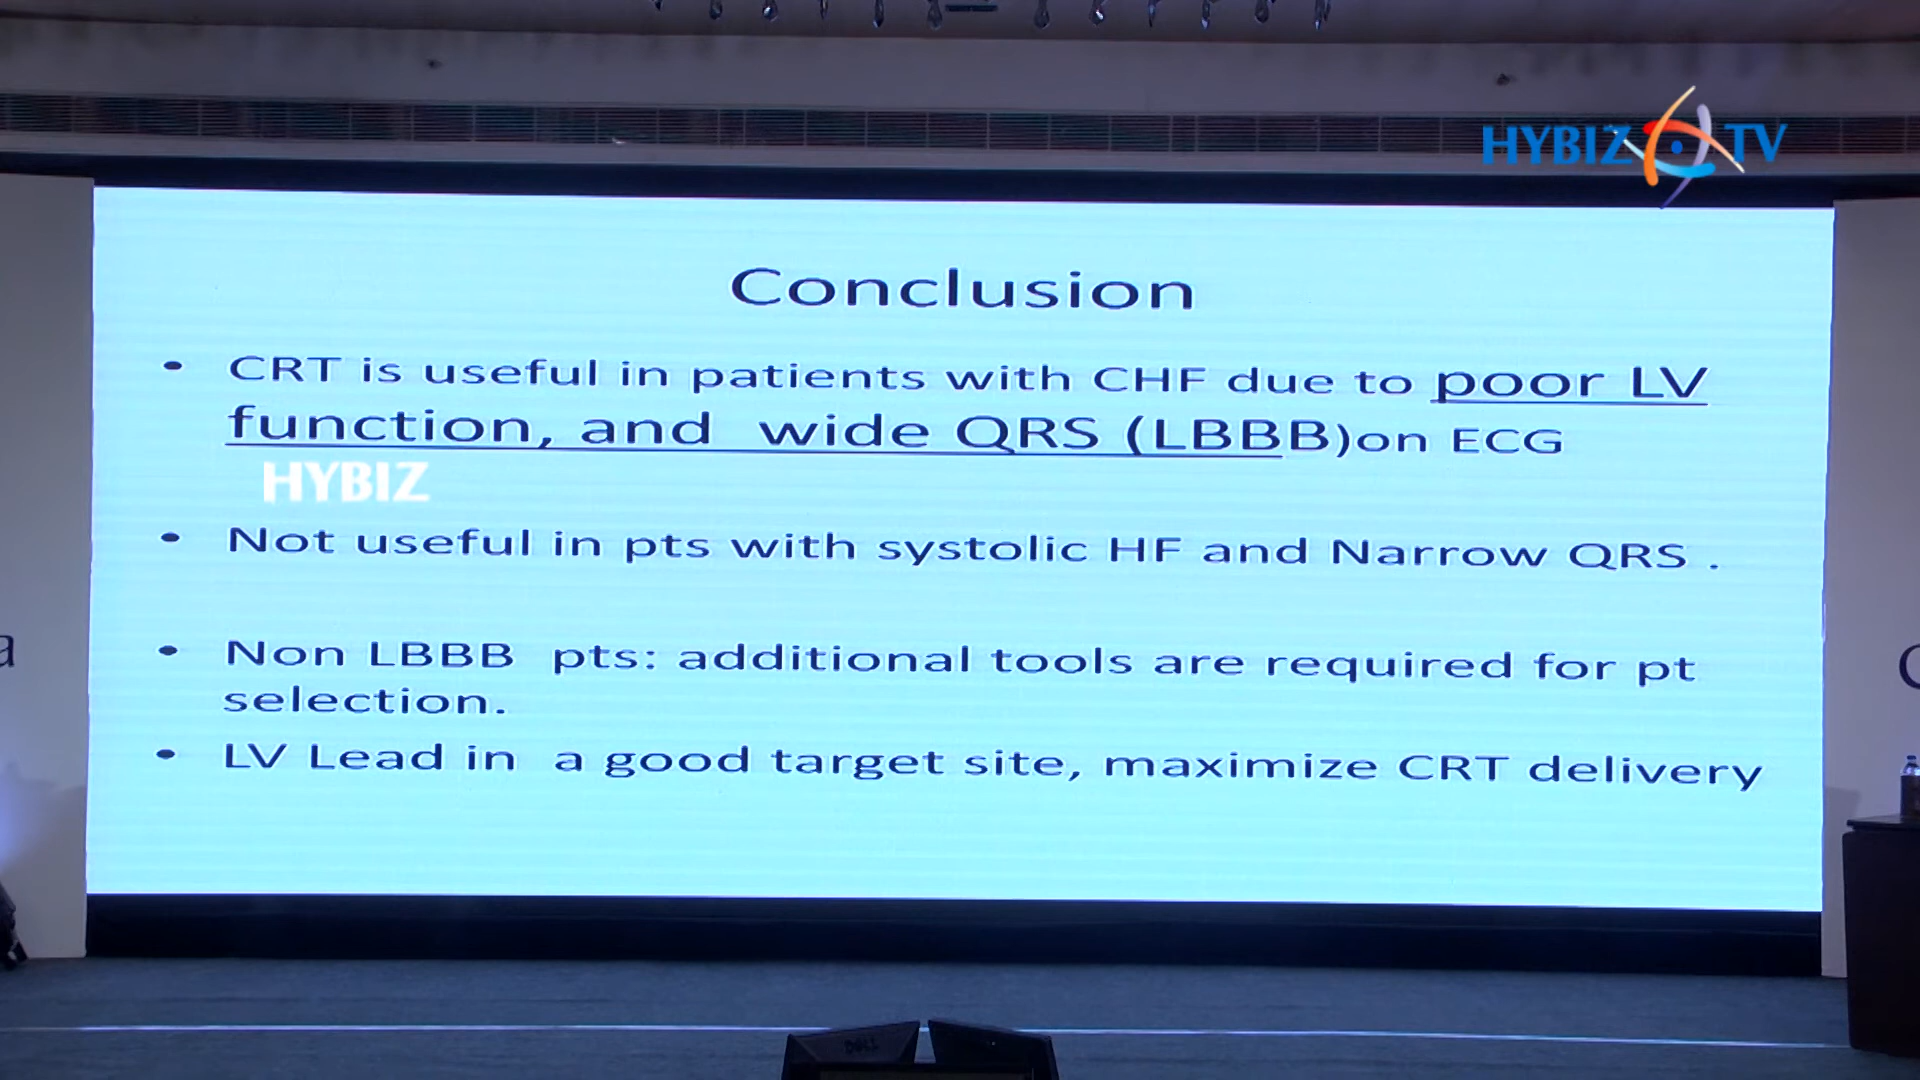 HYBIZ TV
Conclusion
• CRT is useful in patients with CHF due to poor LV
function, and wide QRS (LBBB)on ECG
HYBIZ
• Not useful in pts with systolic HF and Narrow QRS .
• Non LBBB pts: additional tools are required for pt
selection.
• LV Lead in a good target site, maximize CRT delivery
a
DELL